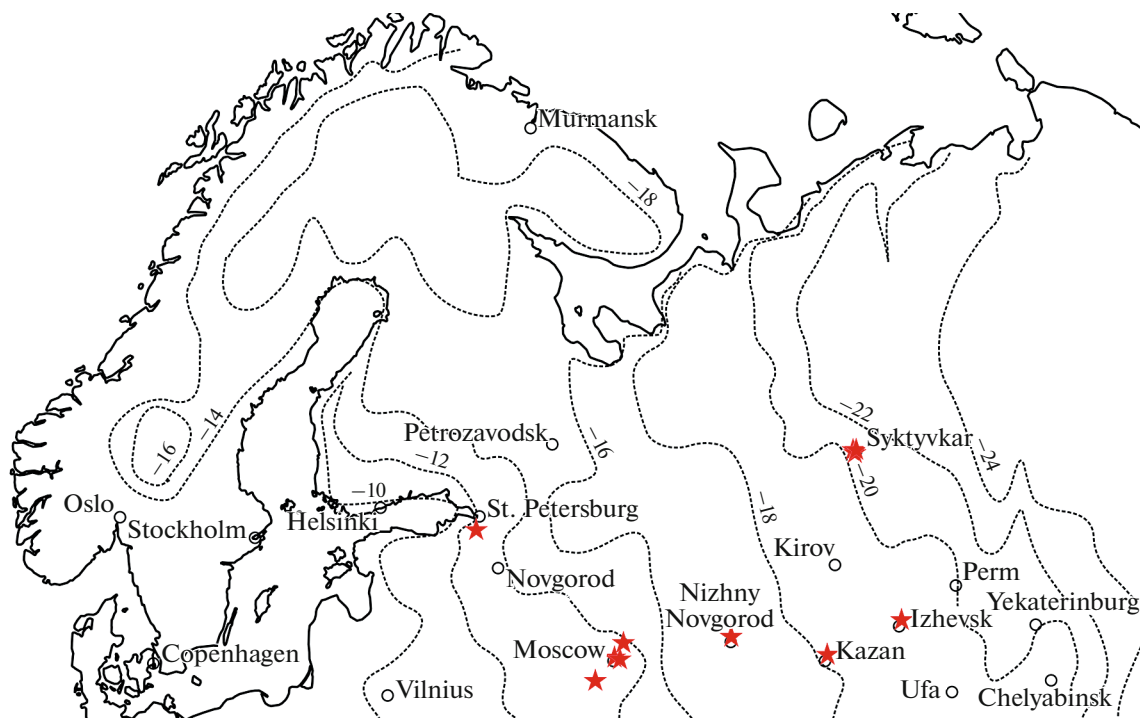 Murmansk
−18
−22
Petrozavodsk
−14
−16
−16
−12
Syktyvkar
−24
−20
−10
Oslo
Stockholm
Helsinki
St. Petersburg
−18
Kirov
Novgorod
Nizhny
Novgorod
Perm
Yekaterinburg
Izhevsk
Moscow
Kazan
Copenhagen
Vilnius
Ufa
Chelyabinsk